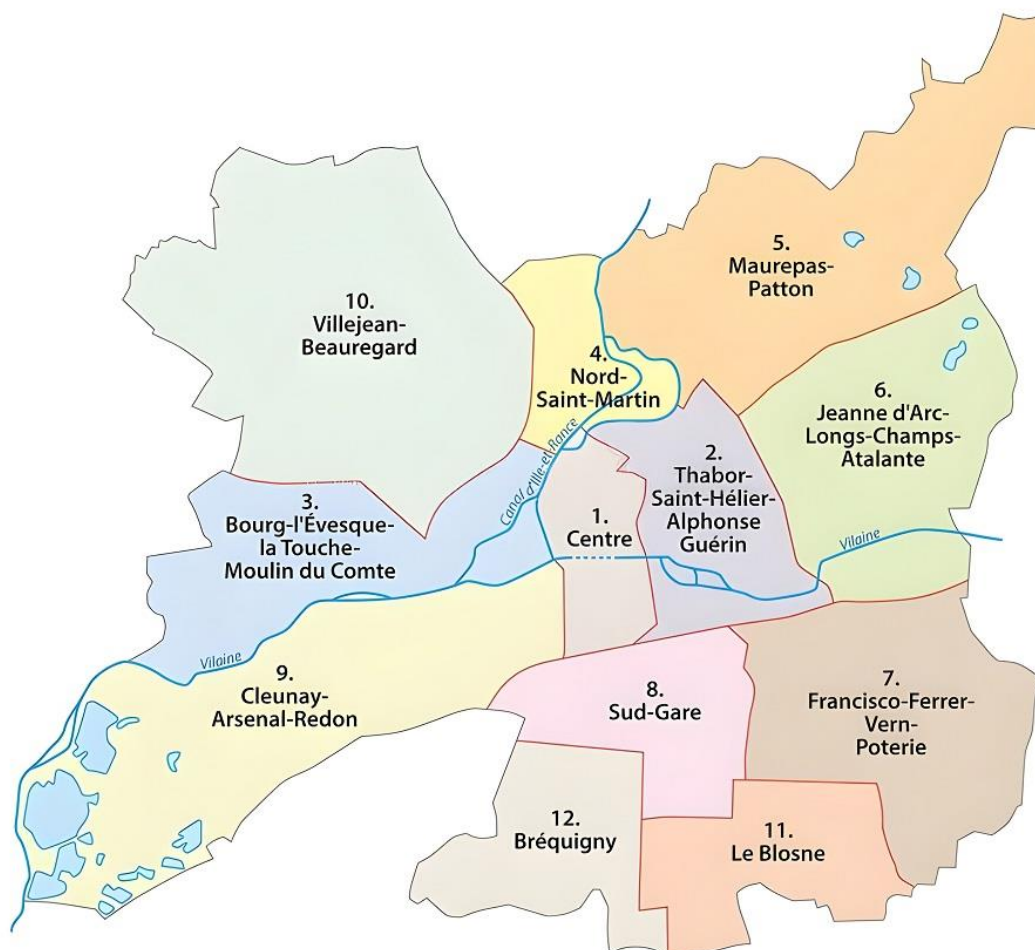 5.
Maurepas-
Patton
10.
Villejean-
Beauregard
4.
Nord-
Saint-Martin
6.
Jeanne d'Arc-
Longs-Champs-
Atalante
2.
Thabor-
Saint-Hélier-
Alphonse
Guérin
Canal d'Ille-et-Rance
3.
Bourg-l'Évesque-
la Touche-
Moulin du Comte
1.
Centre
Vilaine
Vilaine
9.
Cleunay-
Arsenal-Redon
8.
Sud-Gare
7.
Francisco-Ferrer-
Vern-
Poterie
12.
Bréquigny
11.
Le Blosne